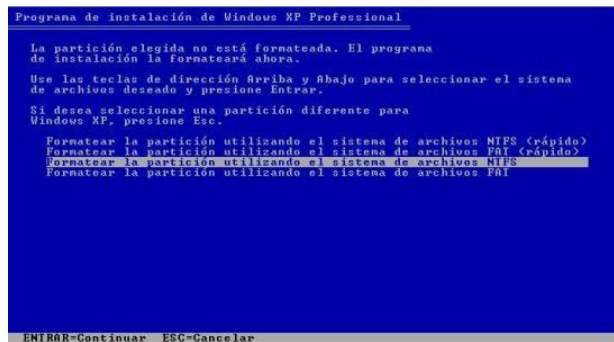 Programa de instalación de Windows XP Professional
La partición elegida no está formateada. El programa
de instalación la formateará ahora.
Use las teclas de dirección Arriba y Abajo para seleccionar el sistema
de archivos deseado y presione Entrar.
Si desea seleccionar una partición diferente para
Windows XP, presione Esc.
Formatear la partición utilizando el sistema de archivos NTFS (rápido)
Formatear la partición utilizando el sistema de archivos FAT (rápido)
Formatear la partición utilizando el sistema de archivos NTFS
Formatear la partición utilizando el sistema de archivos FAT
ENTRAR=Continuar ESC=Cancelar